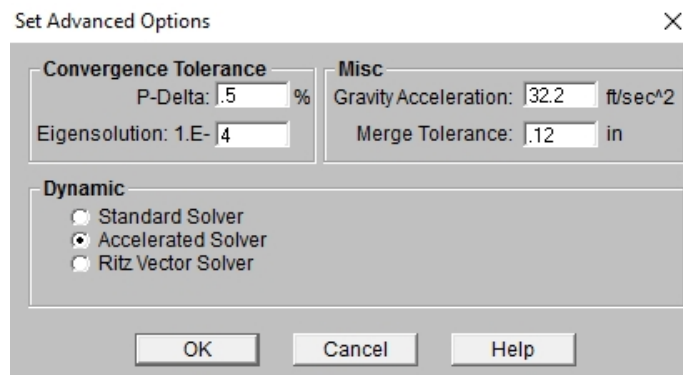 Set Advanced Options
Convergence Tolerance
P-Delta: .5 %
Eigensolution: 1.E- 4
Misc
Gravity Acceleration: 32.2 ft/sec^2
Merge Tolerance: .12 in
Dynamic
Standard Solver
Accelerated Solver
Ritz Vector Solver
OK Cancel Help